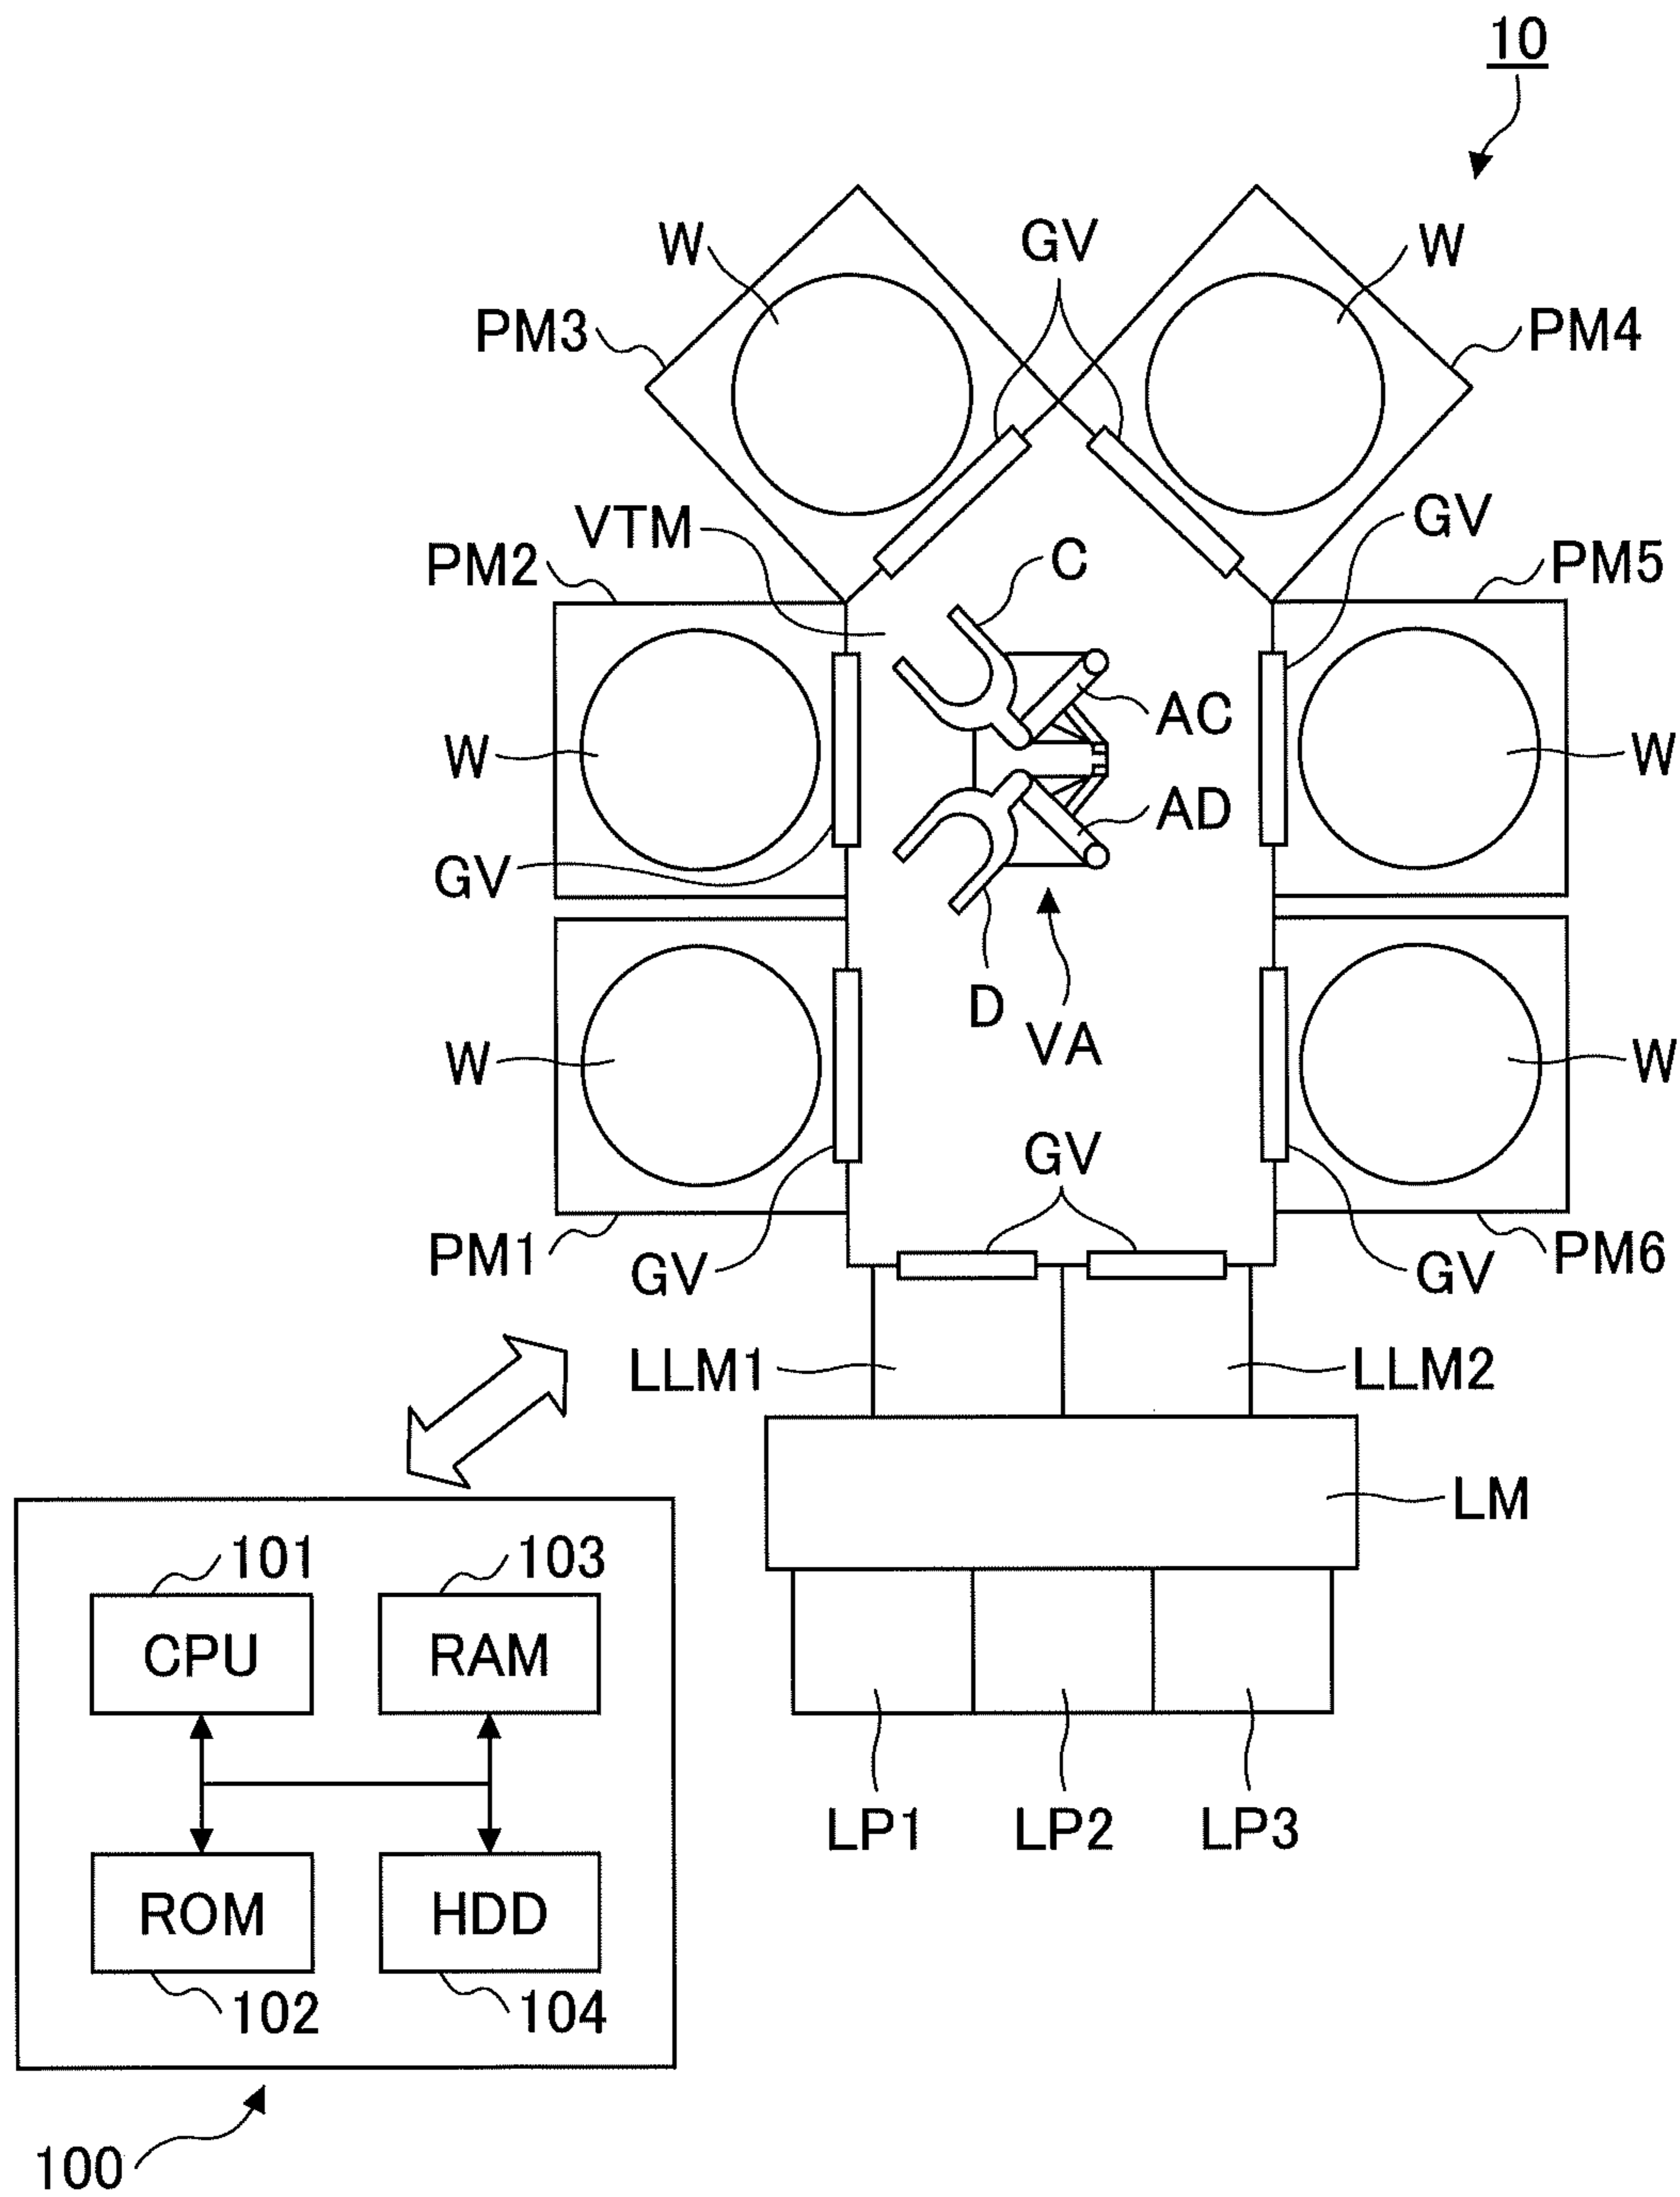 10
W
GV
W
PM3
PM4
VTM
C
GV
PM2
PM5
AC
W
W
AD
GV
D
VA
W
W
GV
PM1
GV
GV
PM6
LLM1
LLM2
LM
101
103
CPU
RAM
LP1
LP2
LP3
ROM
HDD
102
104
100